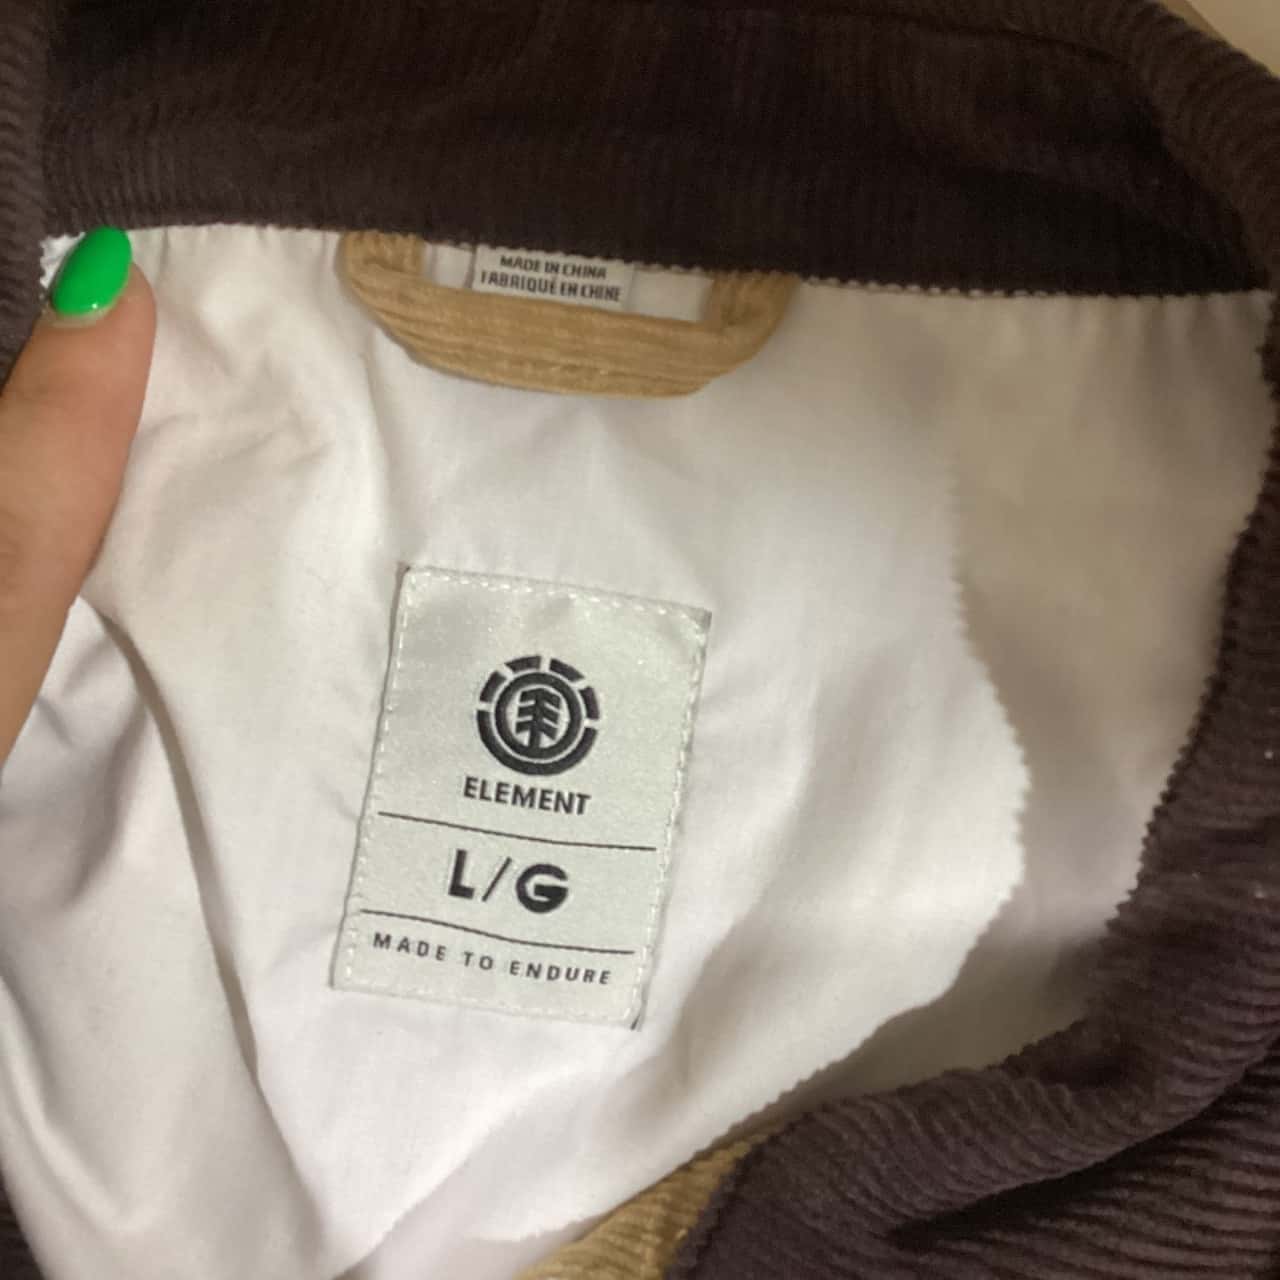 MADE IN CHINA
FABRIQUÉ EN CHINE
ELEMENT
L/G
MADE TO ENDURE